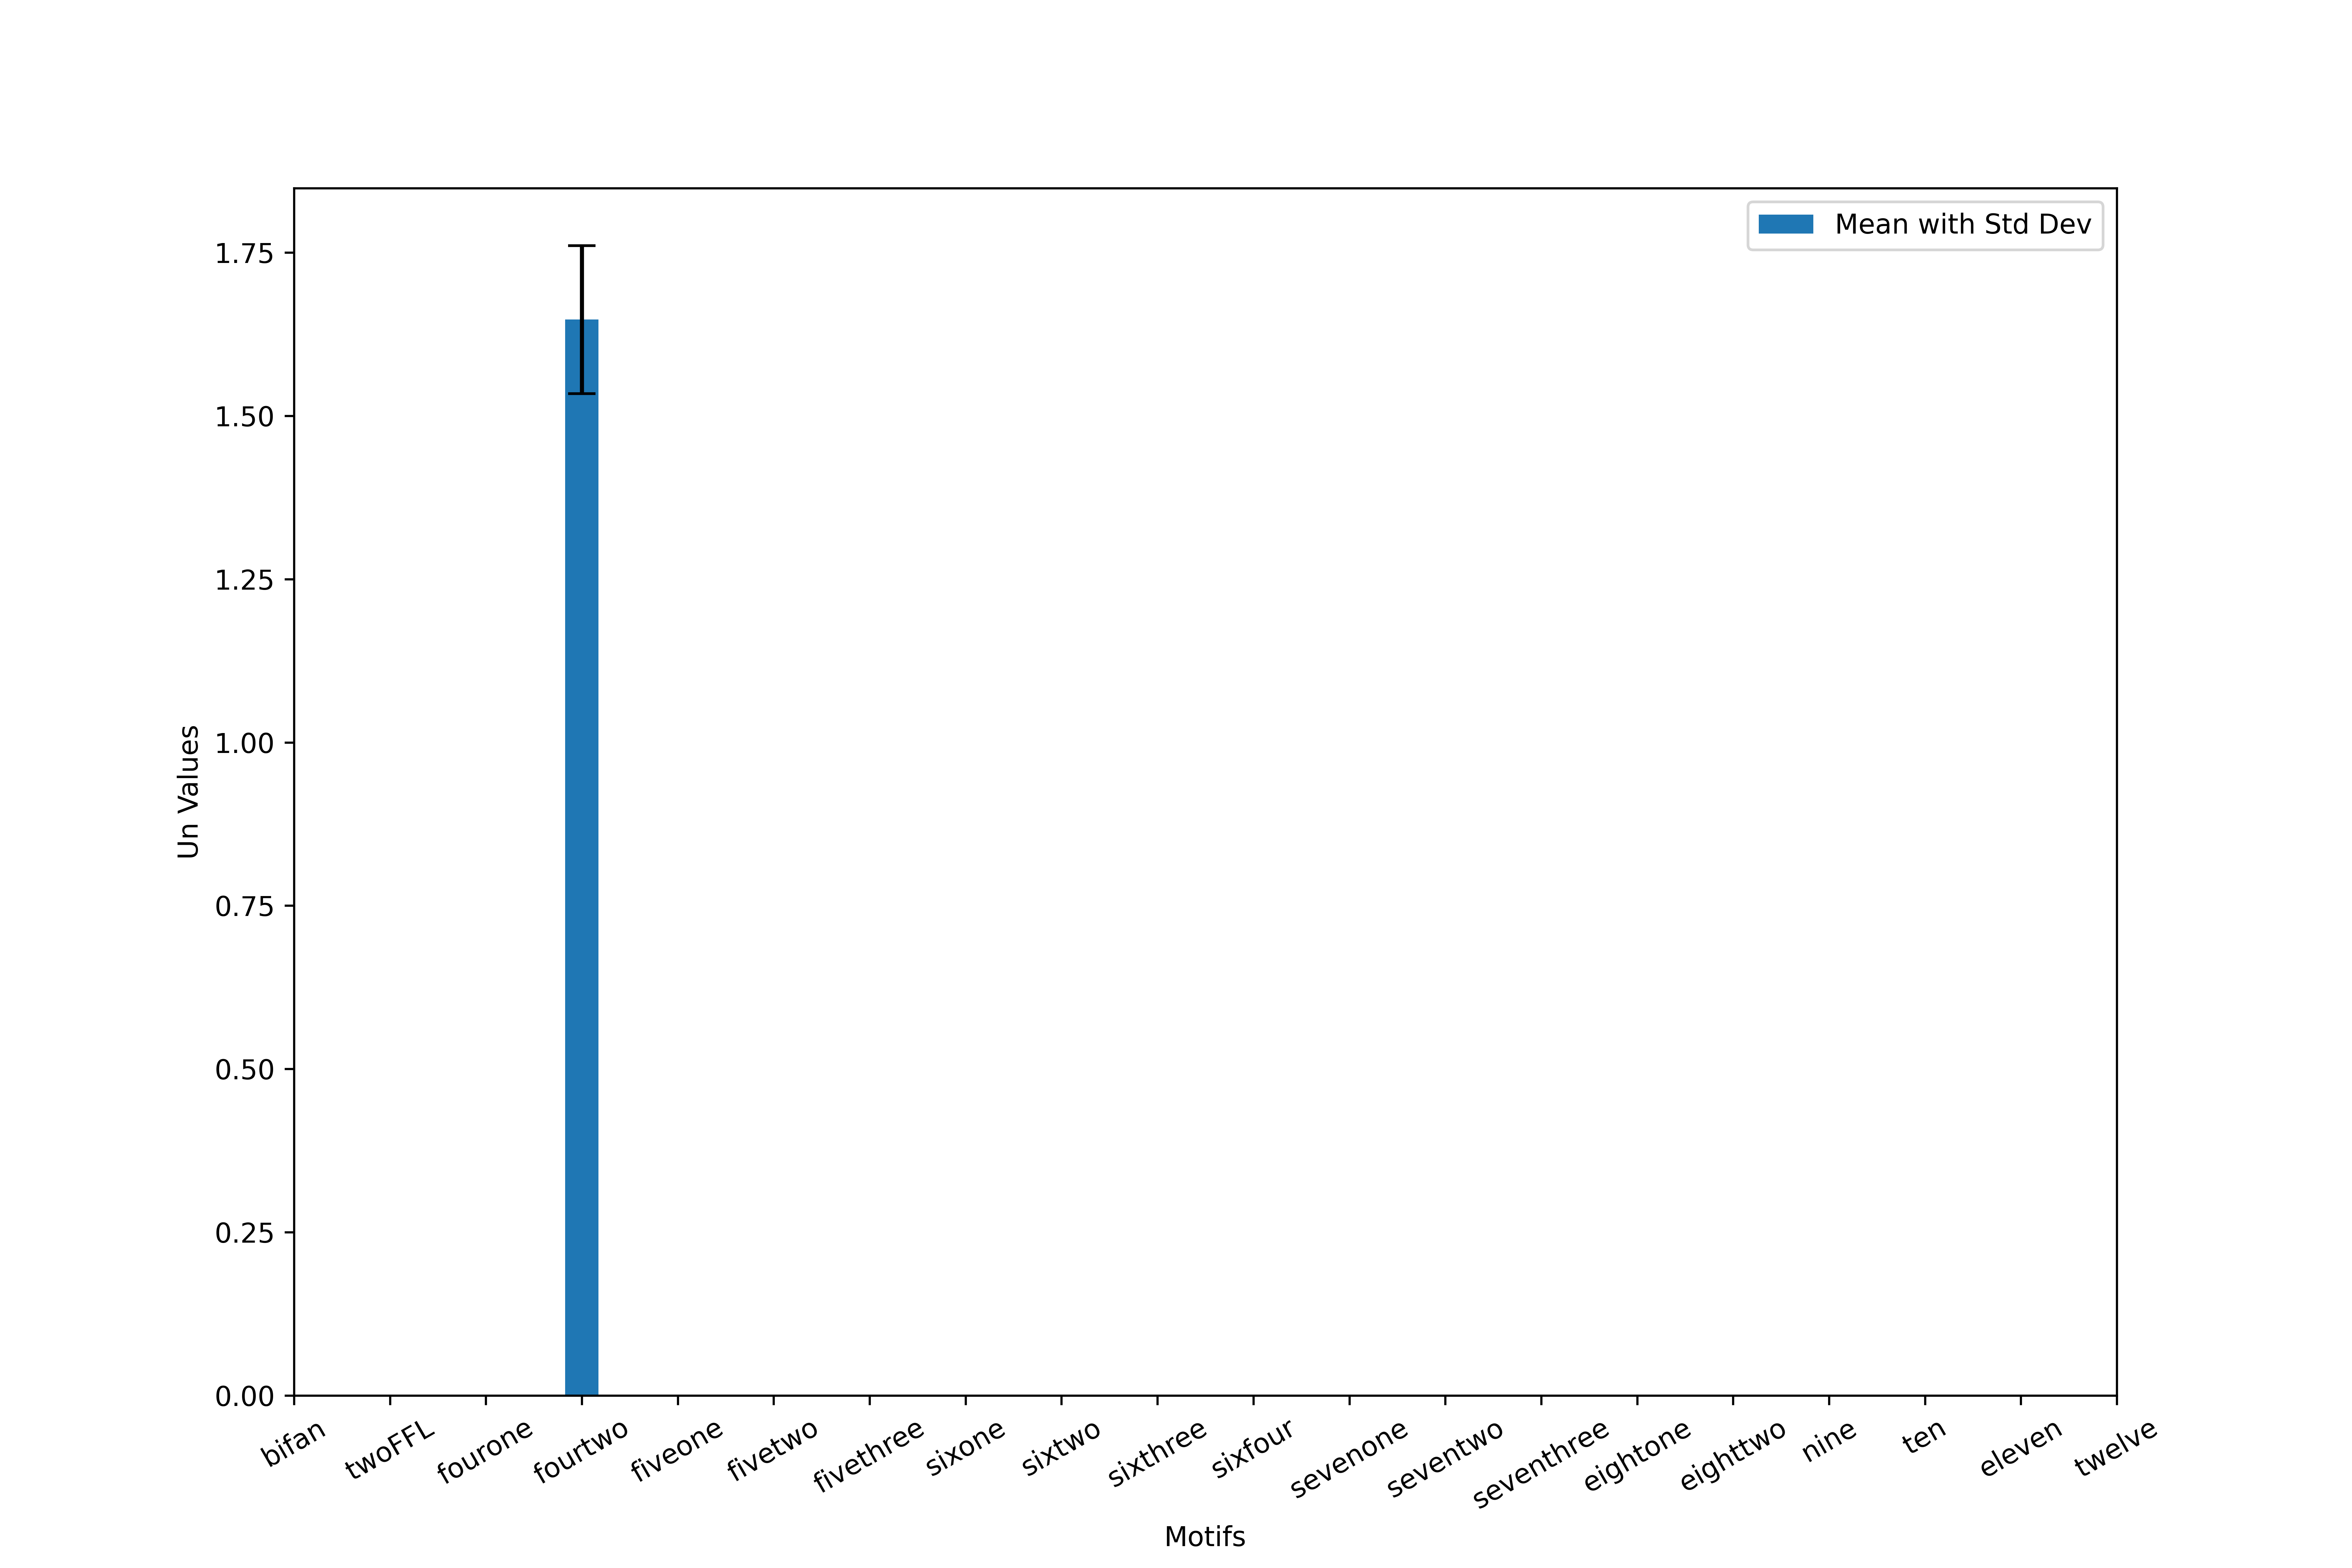 Mean with Std Dev
1.75
1.50
1.25
1.00
0.75
0.50
0.25
0.00
Un Values
bifan
twoFFL
fourone
fourtwo
fiveone
fivetwo
fivethree
sixone
sixtwo
sixthree
sixfour
sevenone
seventwo
seventhree
eightone
eighttwo
nine
ten
eleven
twelve
Motifs